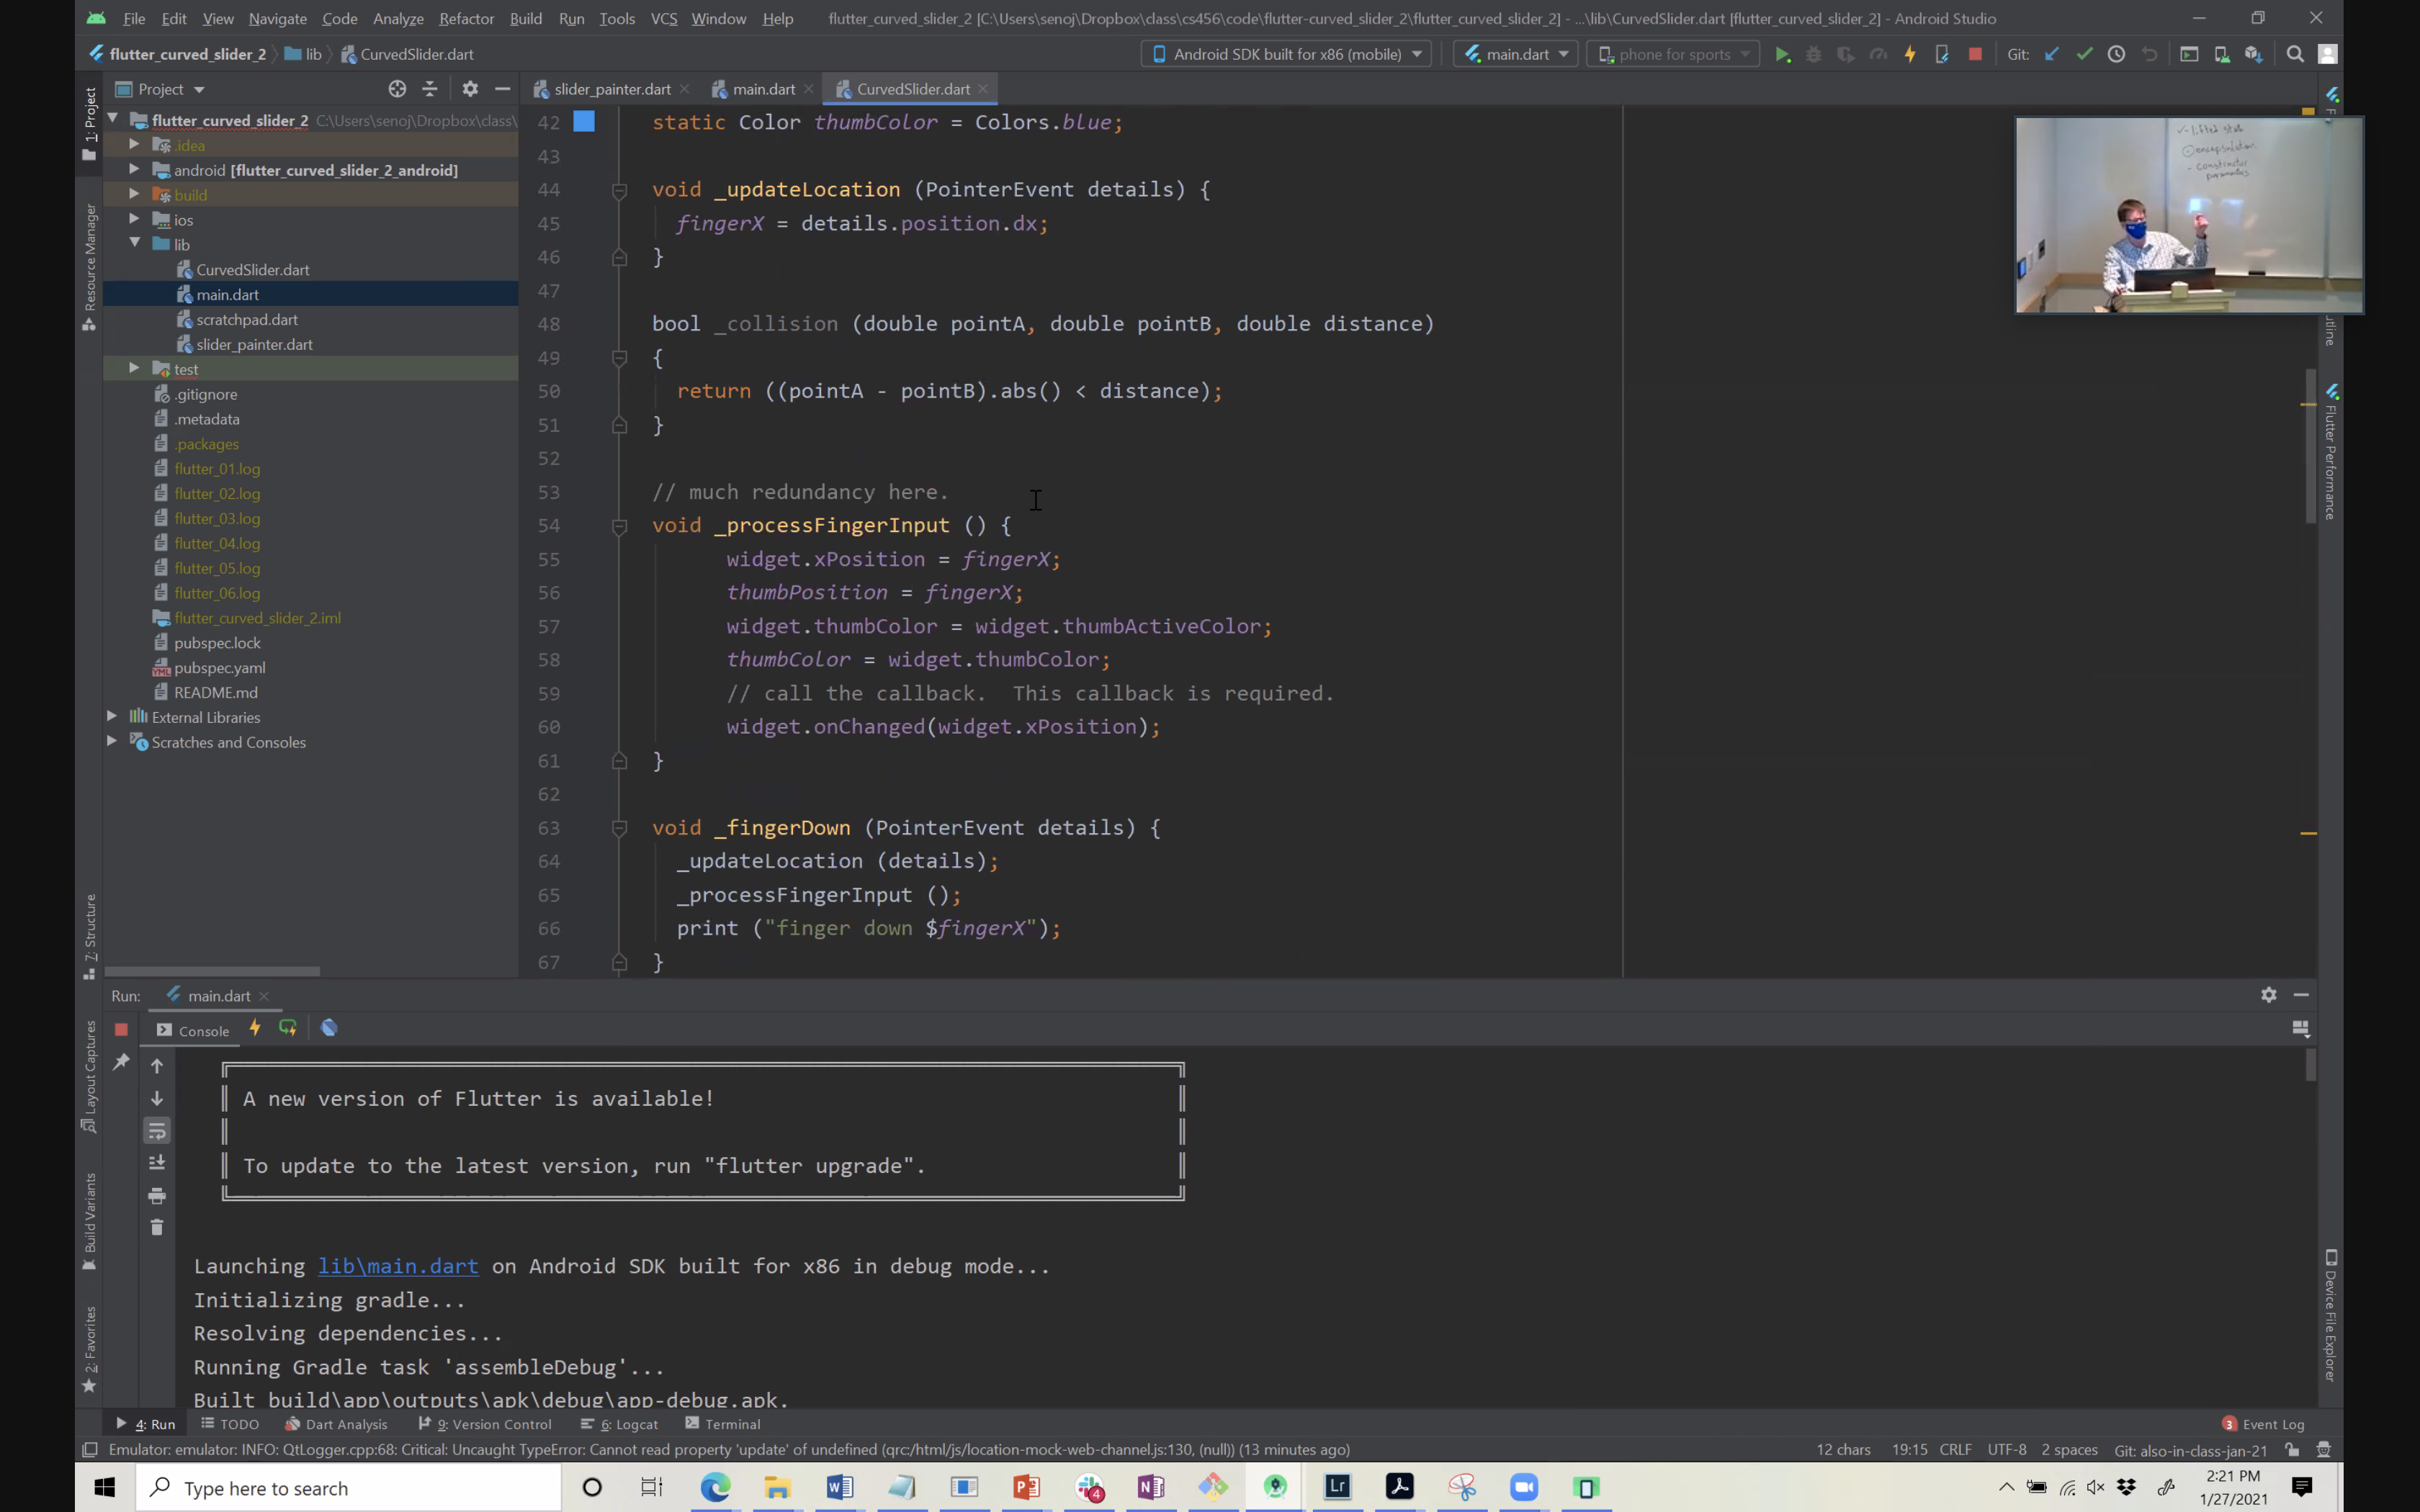 File Edit View Navigate Code Analyze Refactor Build Run Tools VCS Window Help flutter_curved_slider_2 [C:\Users\senoj\Dropbox\class\cs456\code\flutter-curved_slider_2\flutter_curved_slider_2] - ...\lib\CurvedSlider.dart [flutter_curved_slider_2] - Android Studio
flutter_curved_slider_2 lib CurvedSlider.dart Android SDK built for x86 (mobile) main.dart phone for sports Git:
Project slider_painter.dart main.dart CurvedSlider.dart
1: Project
Resource Manager
7: Structure
Layout Captures
Build Variants
2: Favorites
flutter_curved_slider_2 C:\Users\senoj\Dropbox\class\
.idea
android [flutter_curved_slider_2_android]
build
ios
lib
CurvedSlider.dart
main.dart
scratchpad.dart
slider_painter.dart
test
.gitignore
.metadata
.packages
flutter_01.log
flutter_02.log
flutter_03.log
flutter_04.log
flutter_05.log
flutter_06.log
flutter_curved_slider_2.iml
pubspec.lock
pubspec.yaml
README.md
External Libraries
Scratches and Consoles
42 static Color thumbColor = Colors.blue;
43
44 void _updateLocation (PointerEvent details) {
45 fingerX = details.position.dx;
46 }
47
48 bool _collision (double pointA, double pointB, double distance)
49 {
50 return ((pointA - pointB).abs() < distance);
51 }
52
53 // much redundancy here.
54 void _processFingerInput () {
55 widget.xPosition = fingerX;
56 thumbPosition = fingerX;
57 widget.thumbColor = widget.thumbActiveColor;
58 thumbColor = widget.thumbColor;
59 // call the callback.  This callback is required.
60 widget.onChanged(widget.xPosition);
61 }
62
63 void _fingerDown (PointerEvent details) {
64 _updateLocation (details);
65 _processFingerInput ();
66 print ("finger down $fingerX");
67 }
encapsulation
constructor
parameters
Flutter Performance
Device File Explorer
Run: main.dart
Console
A new version of Flutter is available!
To update to the latest version, run "flutter upgrade".
Launching lib\main.dart on Android SDK built for x86 in debug mode...
Initializing gradle...
Resolving dependencies...
Running Gradle task 'assembleDebug'...
Built build\app\outputs\apk\debug\app-debug.apk.
4: Run TODO Dart Analysis 9: Version Control 6: Logcat Terminal 3 Event Log
Emulator: emulator: INFO: QtLogger.cpp:68: Critical: Uncaught TypeError: Cannot read property 'update' of undefined (qrc:/html/js/location-mock-web-channel.js:130, (null)) (13 minutes ago) 12 chars 19:15 CRLF UTF-8 2 spaces Git: also-in-class-jan-21
Type here to search
4
Lr
2:21 PM
1/27/2021